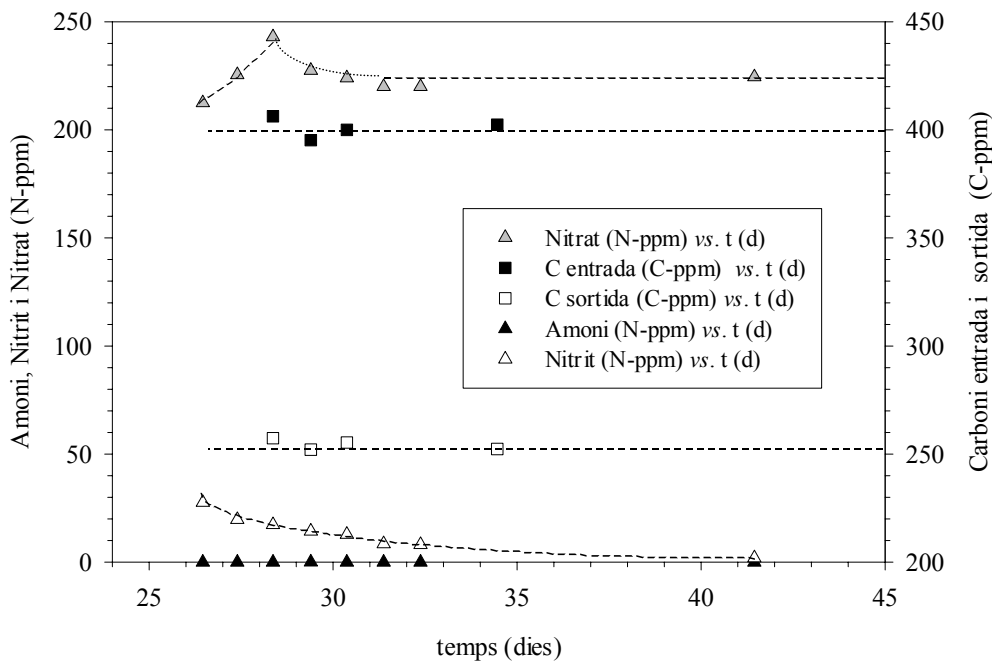 Amoni, Nitrit i Nitrat (N-ppm)
250
200
150
100
50
0
Nitrat (N-ppm) vs. t (d)
C entrada (C-ppm) vs. t (d)
C sortida (C-ppm) vs. t (d)
Amoni (N-ppm) vs. t (d)
Nitrit (N-ppm) vs. t (d)
450
400
350
300
250
200
Carboni entrada i sortida (C-ppm)
25 30 35 40 45
temps (dies)